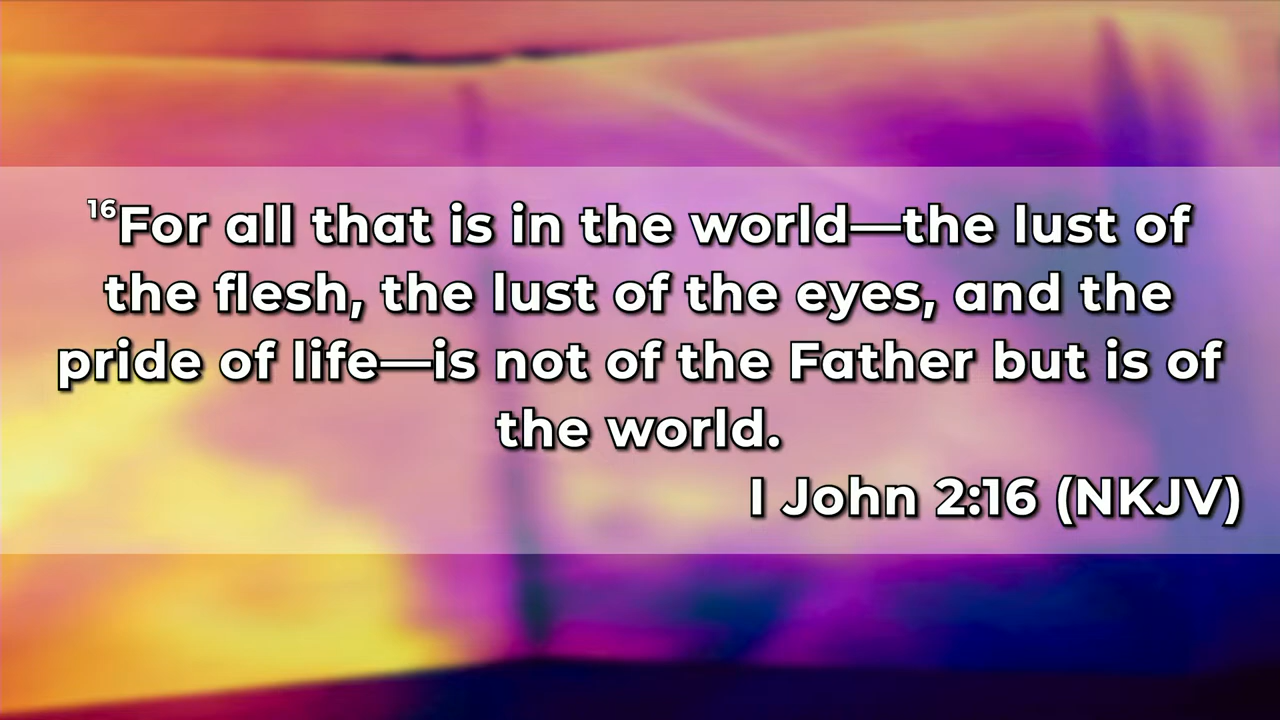 ¹⁶For all that is in the world—the lust of
the flesh, the lust of the eyes, and the
pride of life—is not of the Father but is of
the world.
I John 2:16 (NKJV)